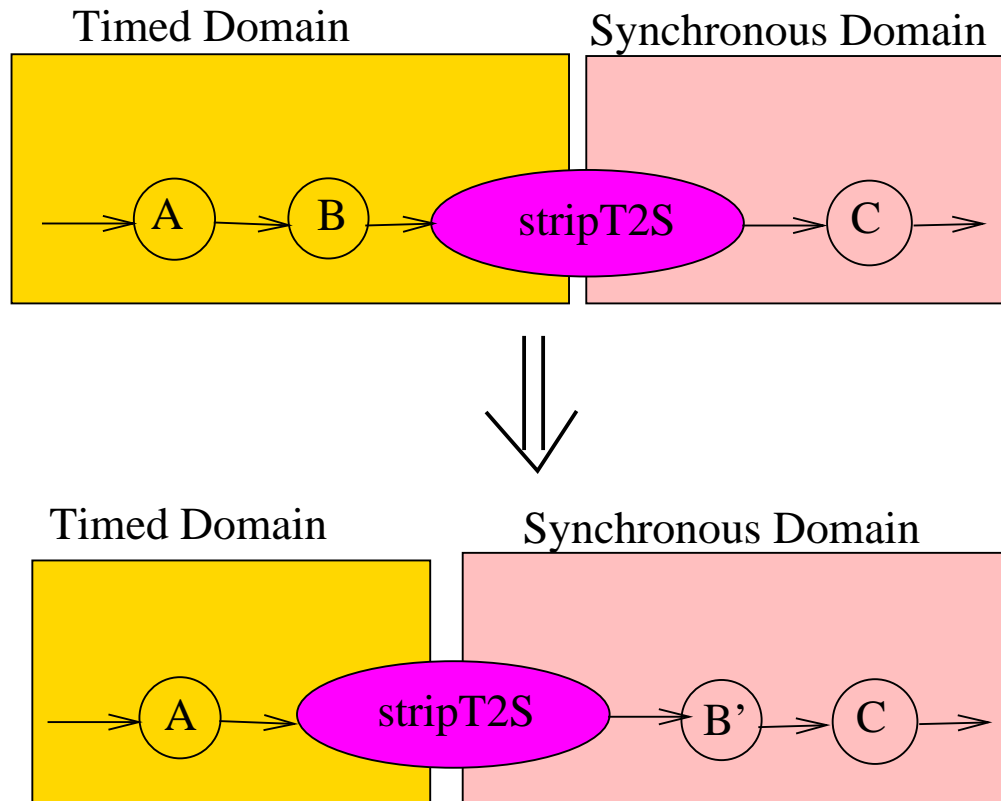 Timed Domain
Synchronous Domain
A
B
stripT2S
C
Timed Domain
Synchronous Domain
A
stripT2S
B’
C